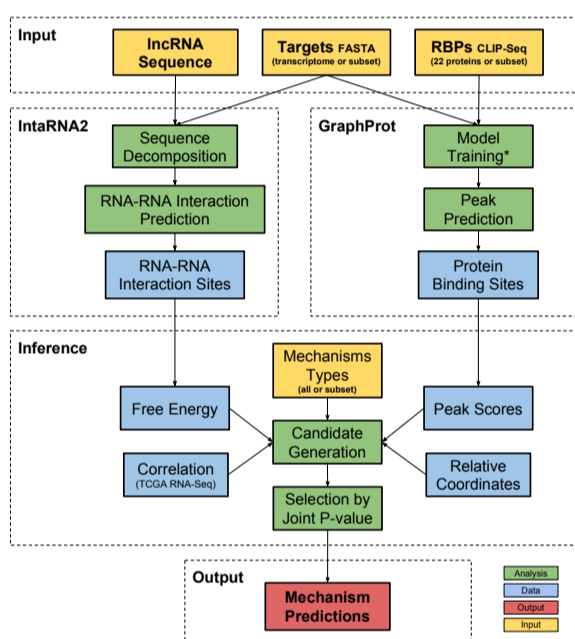 Input
lncRNA
Sequence
Targets FASTA
(transcriptome or subset)
RBPs CLIP-Seq
(22 proteins or subset)
IntaRNA2
Sequence
Decomposition
RNA-RNA Interaction
Prediction
RNA-RNA
Interaction Sites
GraphProt
Model
Training*
Peak
Prediction
Protein
Binding Sites
Inference
Mechanisms
Types
(all or subset)
Free Energy
Peak Scores
Candidate
Generation
Correlation
(TCGA RNA-Seq)
Relative
Coordinates
Selection by
Joint P-value
Output
Mechanism
Predictions
Analysis
Data
Output
Input